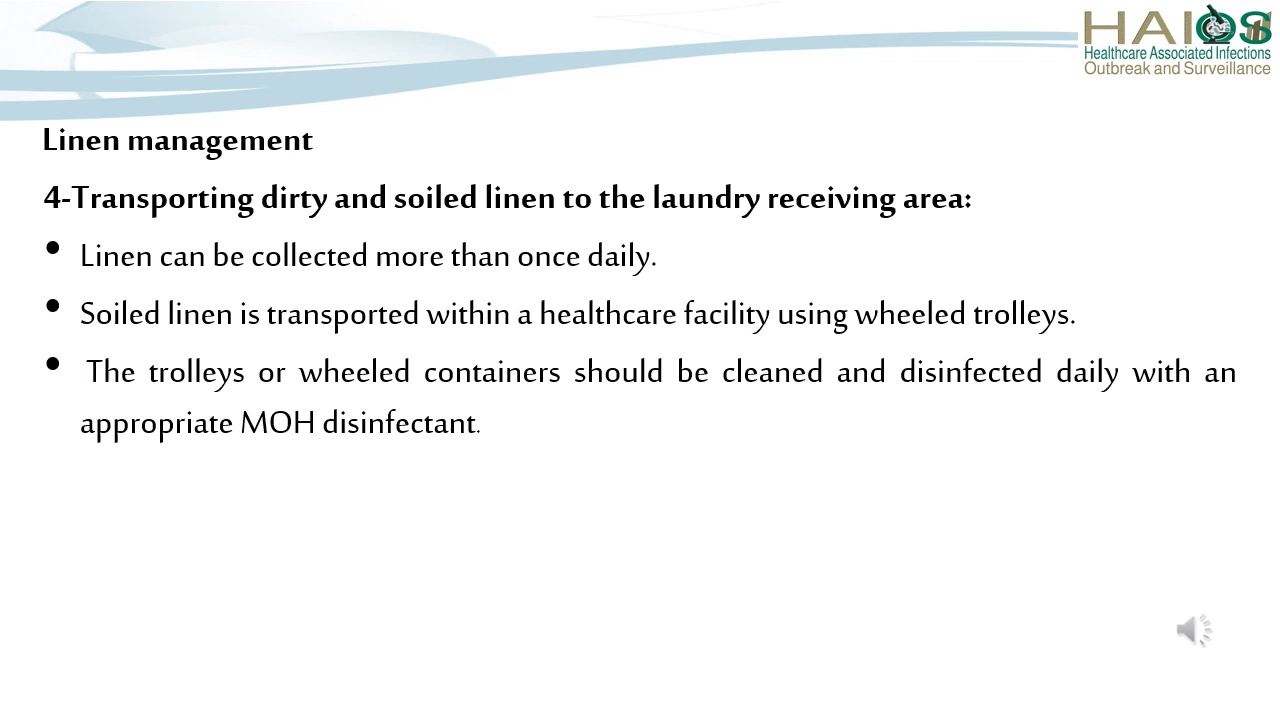 HAIOS
Healthcare Associated Infections
Outbreak and Surveillance
Linen management
4-Transporting dirty and soiled linen to the laundry receiving area:
• Linen can be collected more than once daily.
• Soiled linen is transported within a healthcare facility using wheeled trolleys.
• The trolleys or wheeled containers should be cleaned and disinfected daily with an
appropriate MOH disinfectant.